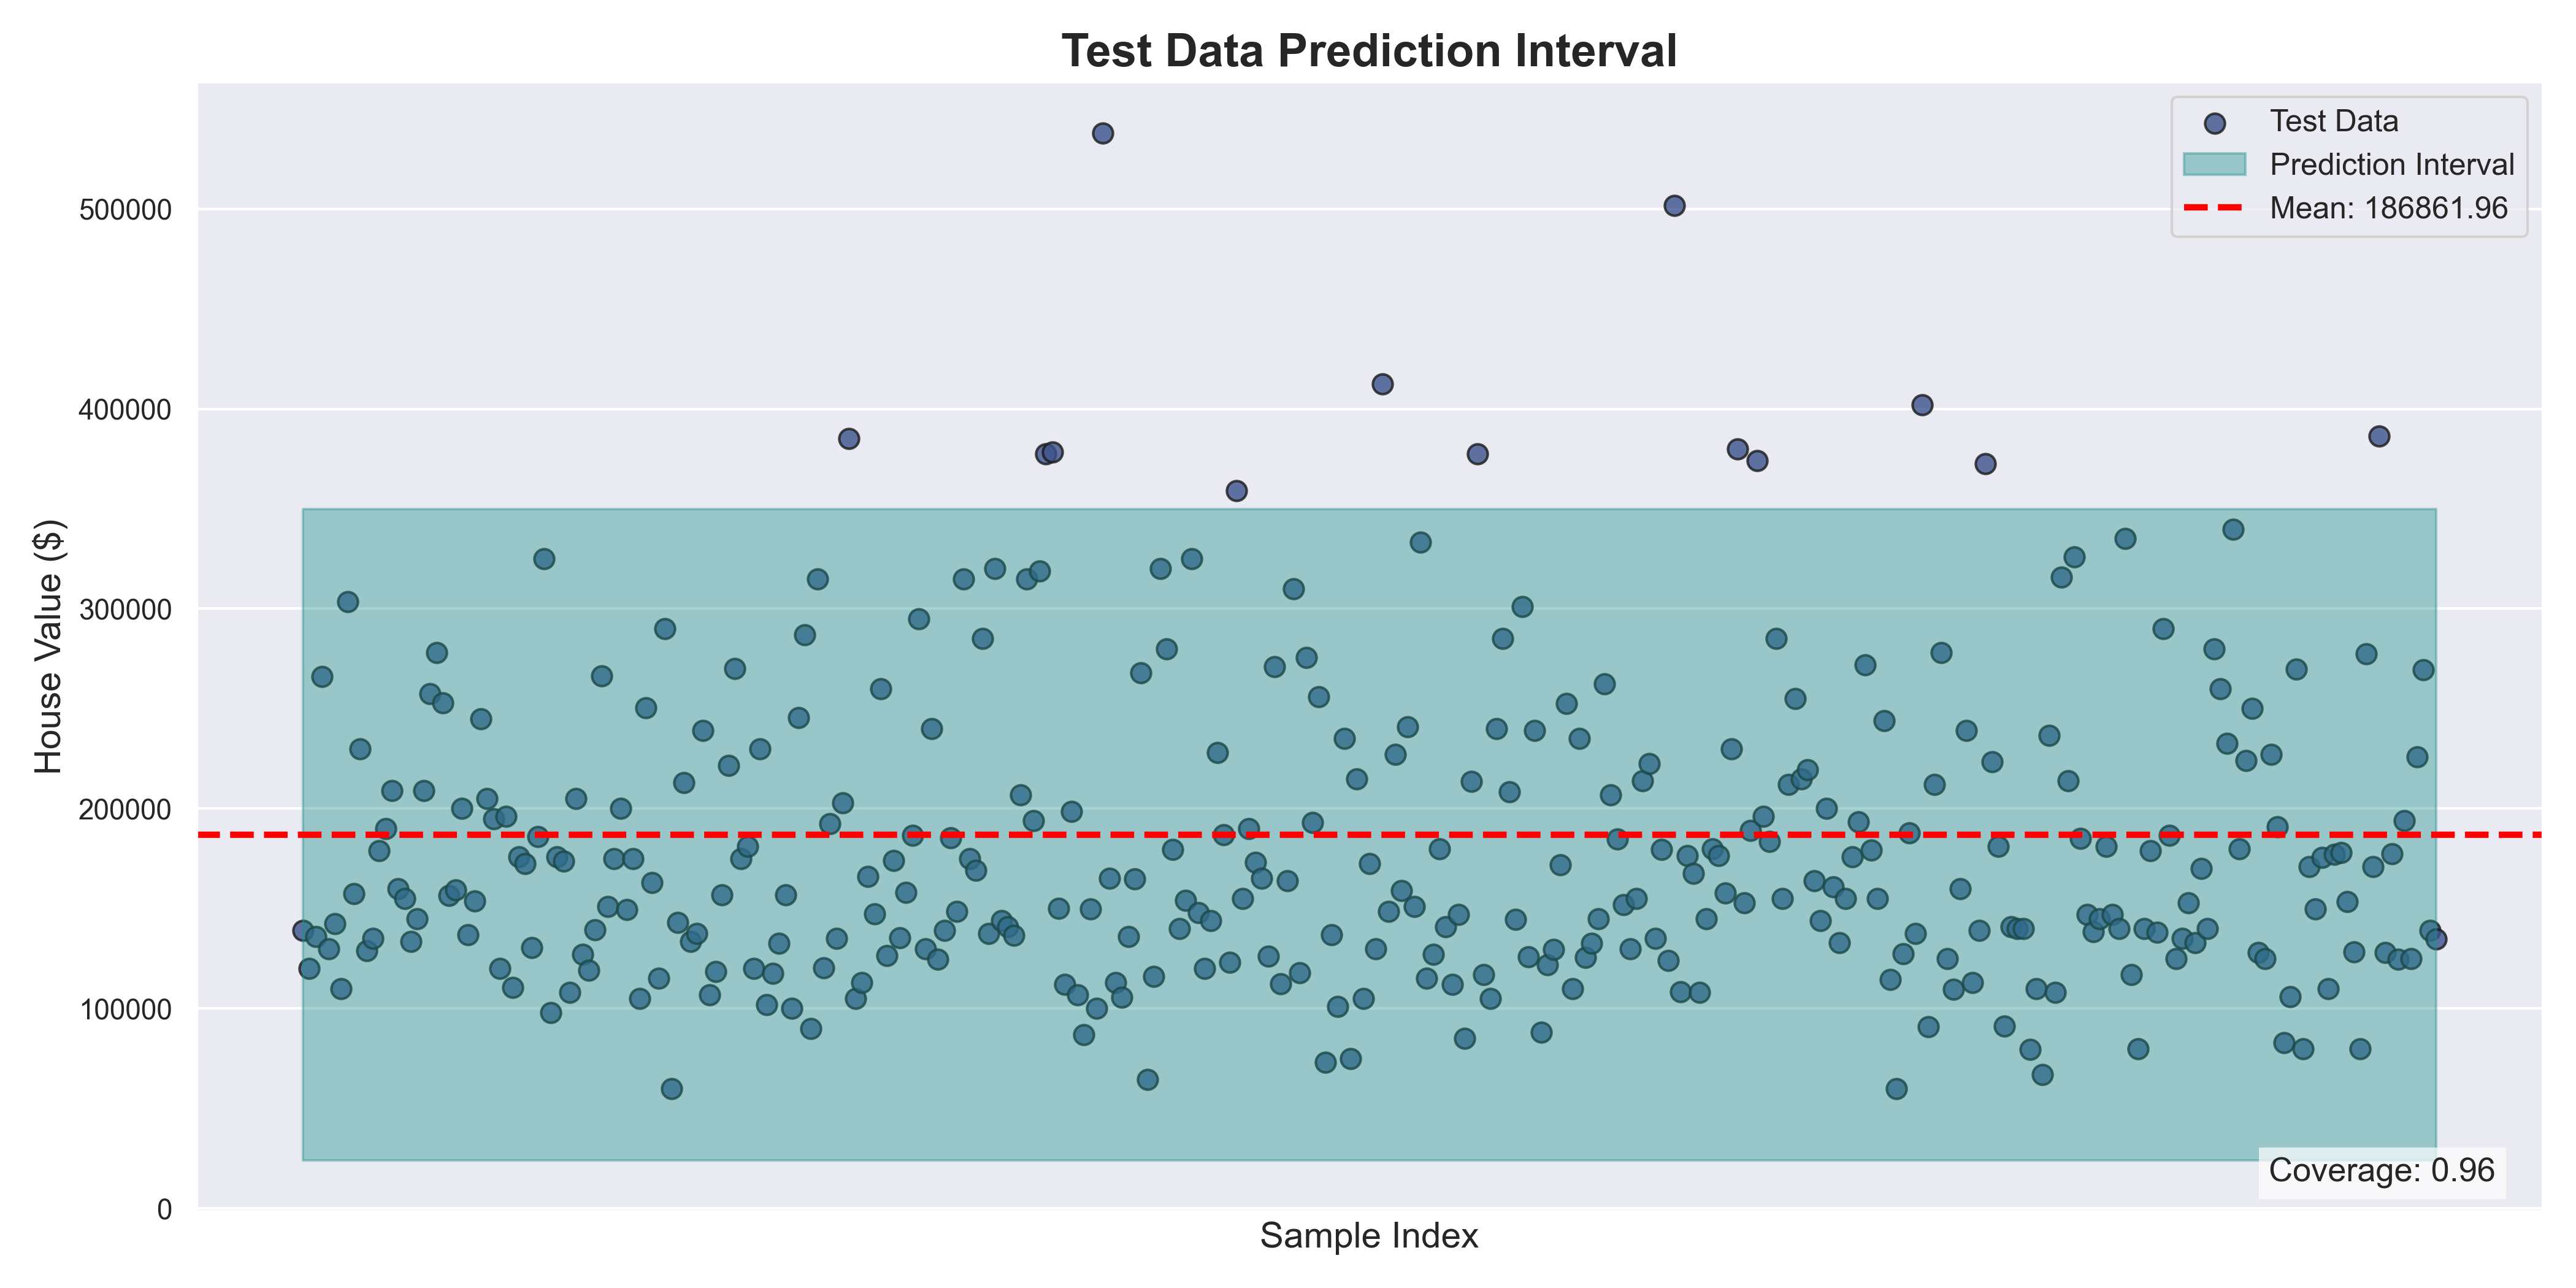 Test Data Prediction Interval
Test Data
Prediction Interval
Mean: 186861.96
House Value ($)
500000
400000
300000
200000
100000
0
Coverage: 0.96
Sample Index